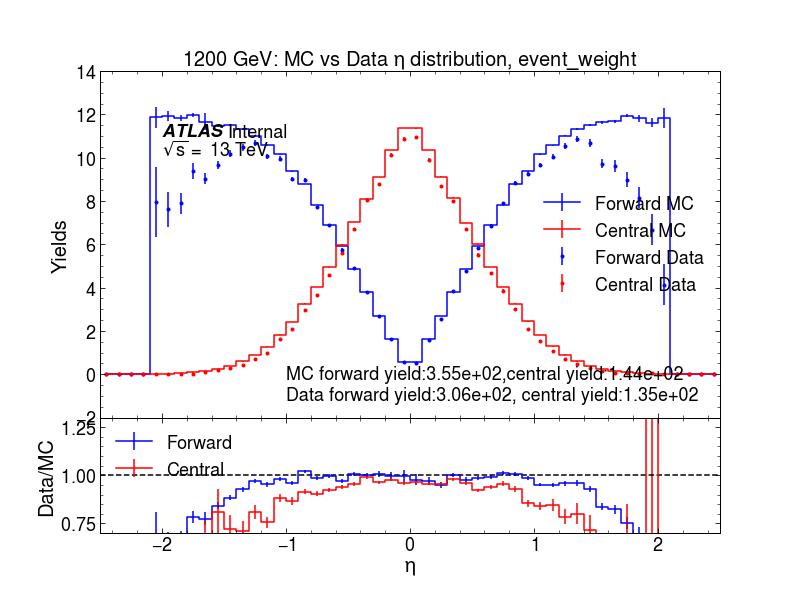 1200 GeV: MC vs Data η distribution, event_weight
14
12
10
8
6
4
2
0
−2
Yields
ATLAS Internal
√s = 13 TeV
Forward MC
Central MC
Forward Data
Central Data
MC forward yield:3.55e+02,central yield:1.44e+02
Data forward yield:3.06e+02, central yield:1.35e+02
1.25
1.00
0.75
Data/MC
Forward
Central
−2 −1 0 1 2
η